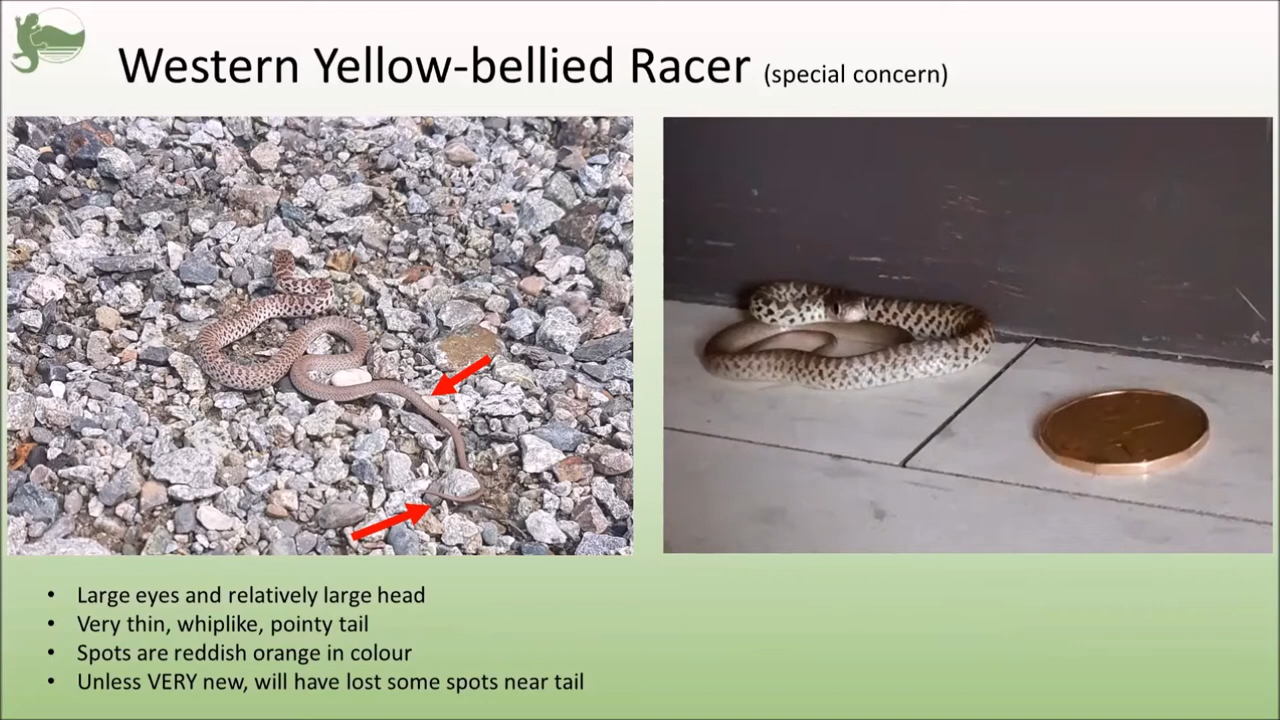 Western Yellow-bellied Racer (special concern)
• Large eyes and relatively large head
• Very thin, whiplike, pointy tail
• Spots are reddish orange in colour
• Unless VERY new, will have lost some spots near tail